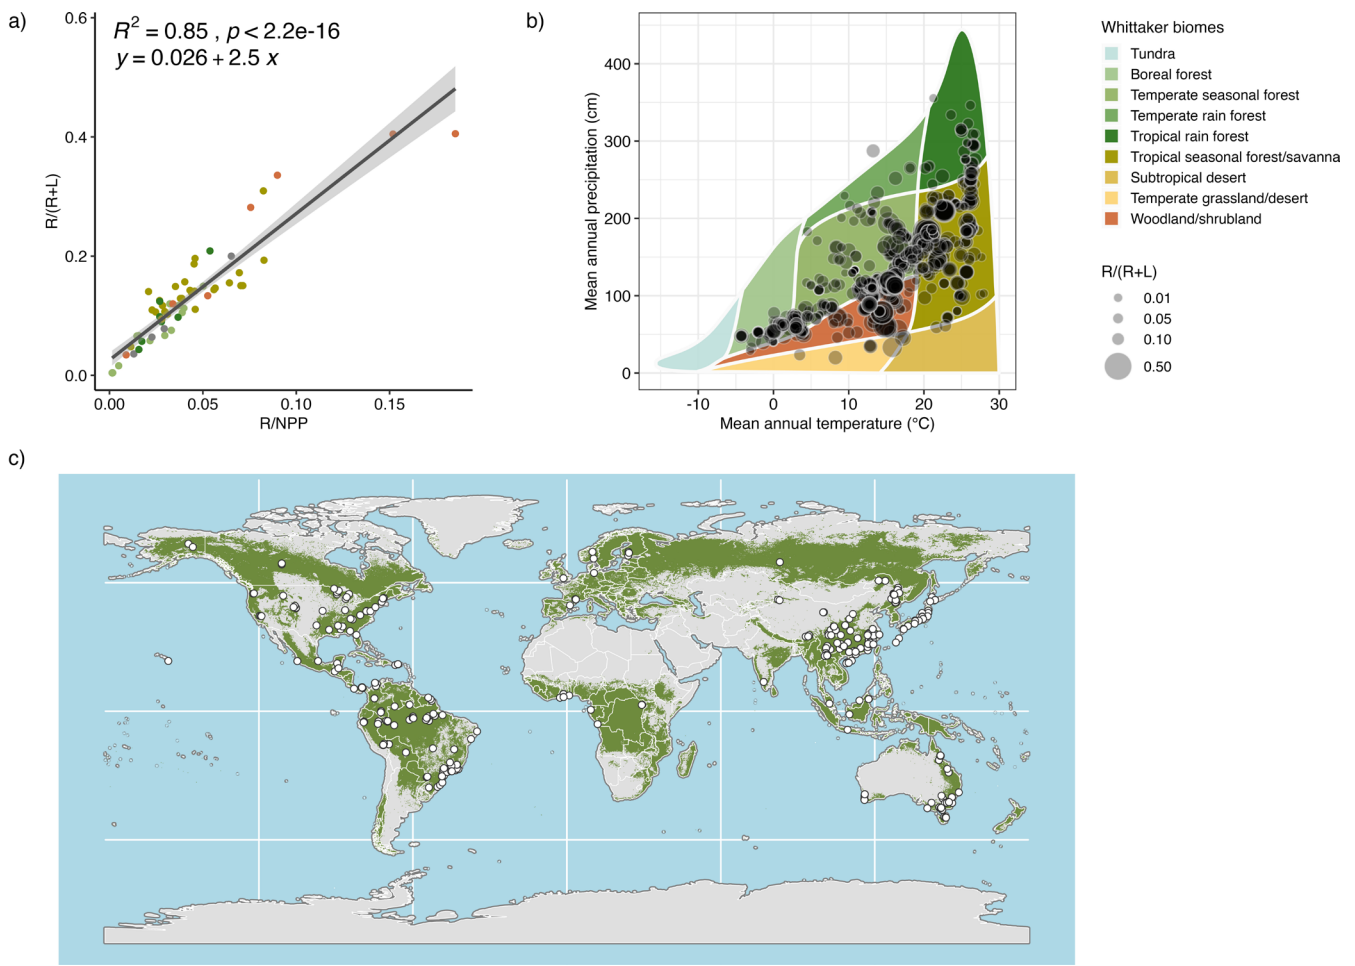 a)
R² = 0.85 , p < 2.2e-16
y = 0.026 + 2.5 x
0.6
0.4
0.2
0.0
R/(R+L)
0.00 0.05 0.10 0.15
R/NPP
b)
400
300
200
100
0
Mean annual precipitation (cm)
-10 0 10 20 30
Mean annual temperature (°C)
Whittaker biomes
Tundra
Boreal forest
Temperate seasonal forest
Temperate rain forest
Tropical rain forest
Tropical seasonal forest/savanna
Subtropical desert
Temperate grassland/desert
Woodland/shrubland
R/(R+L)
0.01
0.05
0.10
0.50
c)